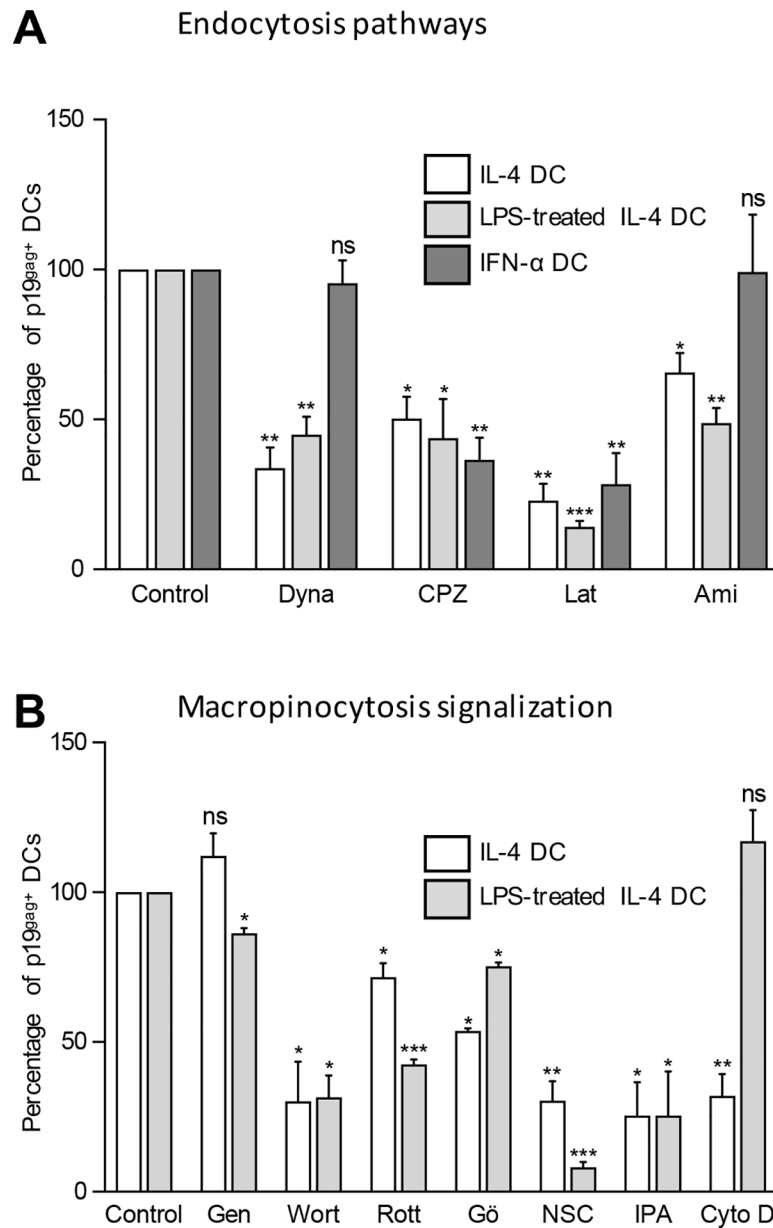 A Endocytosis pathways
150
100
50
0
Percentage of p19gag+ DCs
IL-4 DC
LPS-treated IL-4 DC
IFN-α DC
ns
ns
** ** * * ** ** *** ** * **
Control Dyna CPZ Lat Ami
B Macropinocytosis signalization
150
100
50
0
Percentage of p19gag+ DCs
IL-4 DC
LPS-treated IL-4 DC
ns
ns
* * * * *** * * ** *** * * **
Control Gen Wort Rott Gö NSC IPA Cyto D